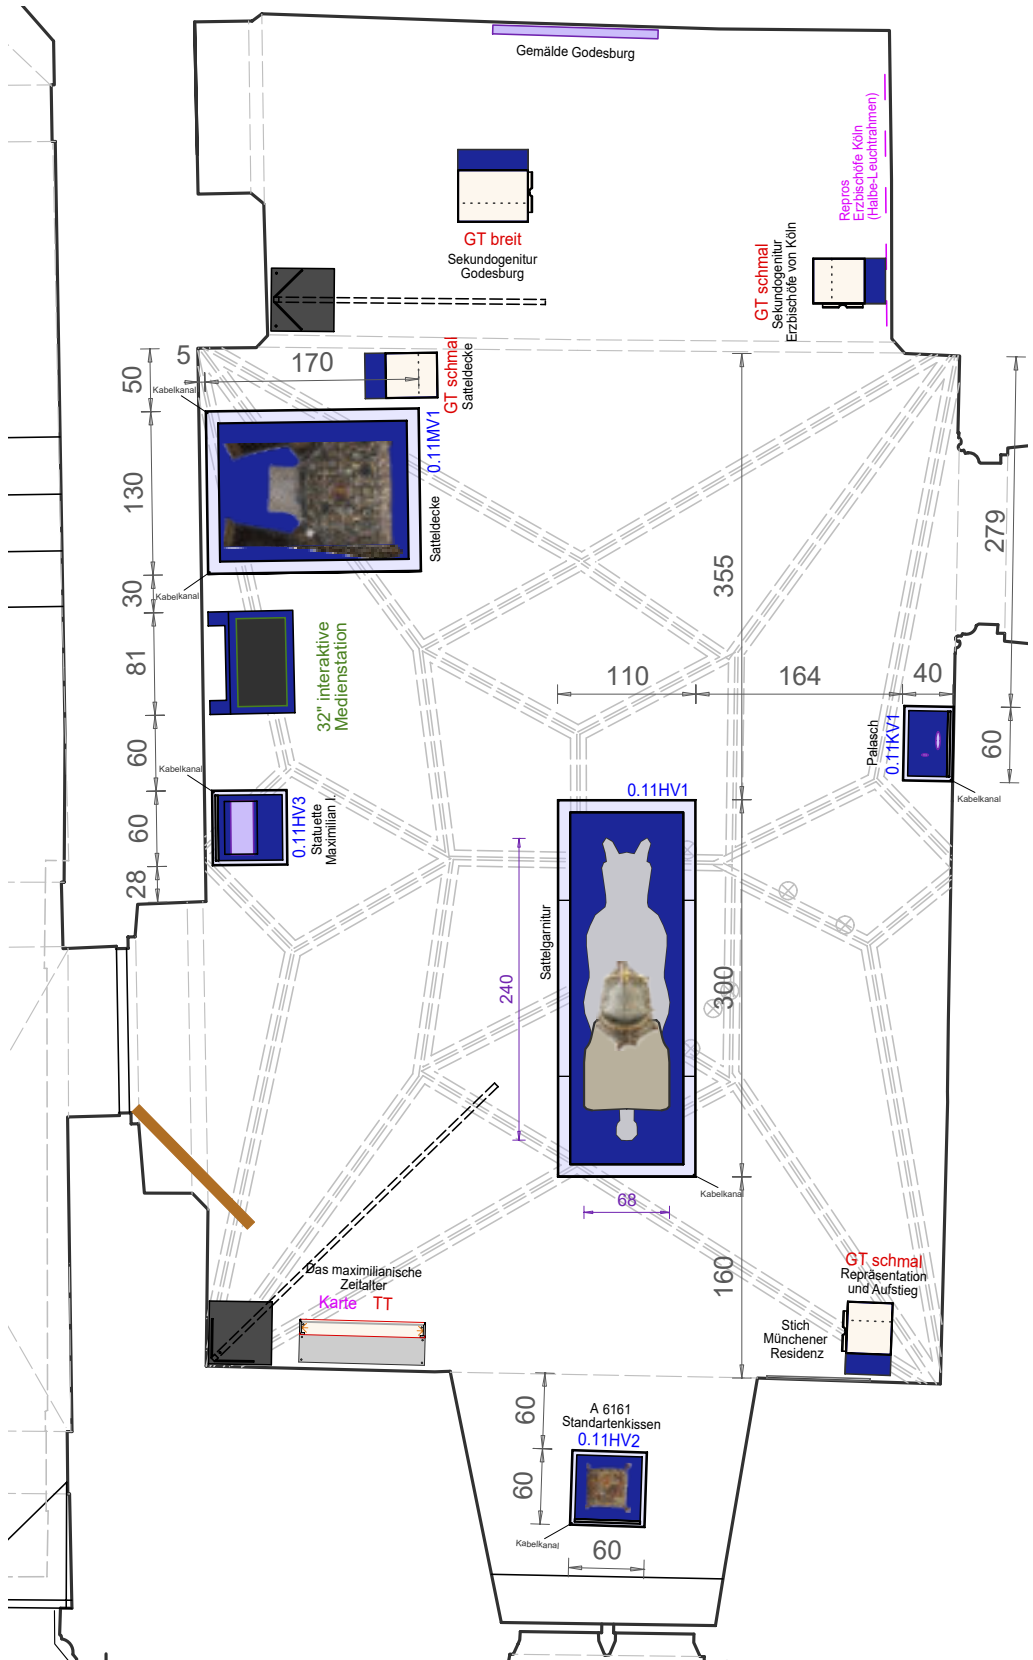 Gemälde Godesburg
Repros
Erzbischöfe Köln
(Halbe-Leuchtrahmen)
GT breit
Sekundogenitur
Godesburg
GT schmal
Sekundogenitur
Erzbischöfe von Köln
5
170
50
Kabelkanal
GT schmal
Satteldecke
0.11MV1
Satteldecke
130
Kabelkanal
30
355
279
81
32" interaktive
Medienstation
110
164
40
60
Palasch
0.11KV1
60
Kabelkanal
Kabelkanal
0.11HV1
60
0.11HV3
Statuette
Maximilian I.
28
Sattelgarnitur
240
300
Kabelkanal
68
160
Das maximilianische
Zeitalter
Karte TT
GT schmal
Repräsentation
und Aufstieg
Stich
Münchener
Residenz
60
A 6161
Standartenkissen
0.11HV2
60
Kabelkanal
60